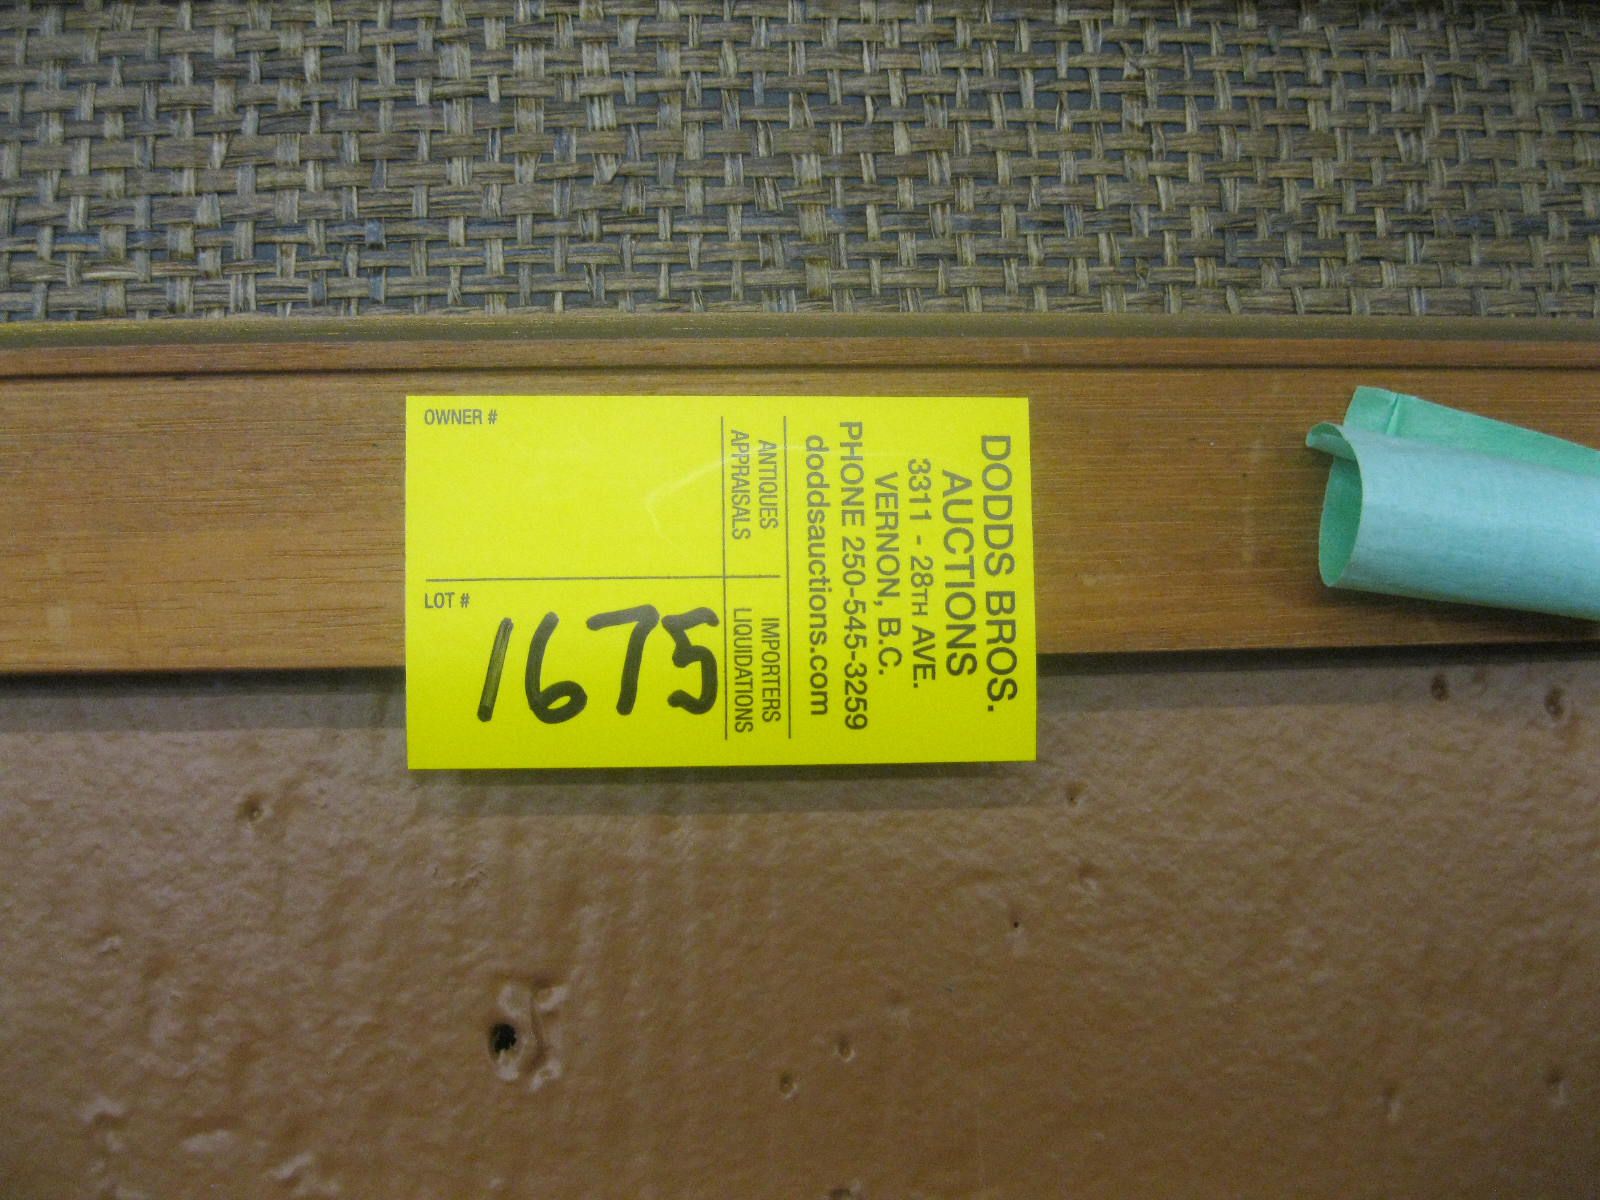 DODDS BROS.
AUCTIONS
3311 - 28TH AVE.
VERNON, B.C.
PHONE 250-545-3259
doddsauctions.com
ANTIQUES
APPRAISALS
IMPORTERS
LIQUIDATIONS
OWNER #
LOT #
1675